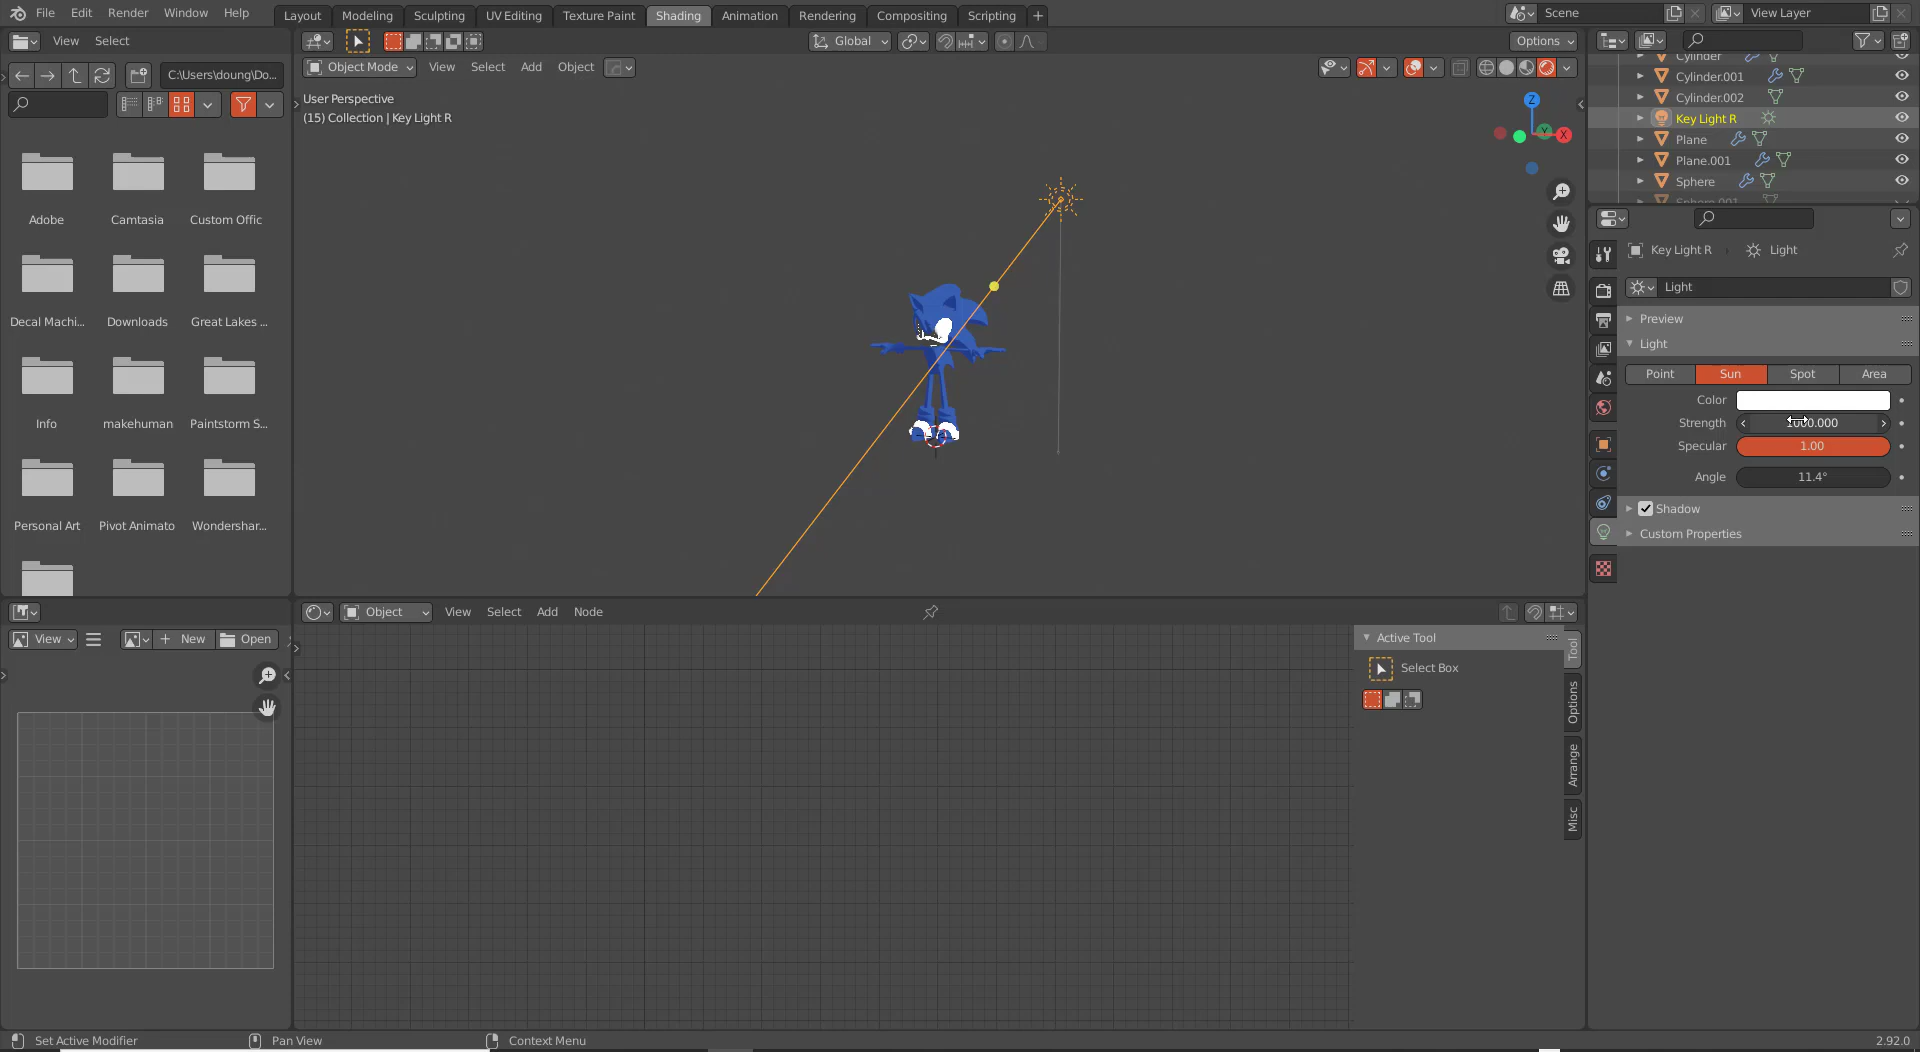 File Edit Render Window Help Layout Modeling Sculpting UV Editing Texture Paint Shading Animation Rendering Compositing Scripting + Scene View Layer
View Select
Global
Options
C:\Users\doung\Do...
Object Mode View Select Add Object
User Perspective
(15) Collection | Key Light R
Z
Y
X
Adobe Camtasia Custom Offic
Decal Machi... Downloads Great Lakes ...
Info makehuman Paintstorm S...
Personal Art Pivot Animato Wondershar...
Cylinder
Cylinder.001
Cylinder.002
Key Light R
Plane
Plane.001
Sphere
Sphere.001
Key Light R Light
Light
Preview
Light
Point Sun Spot Area
Color
Strength 1000.000
Specular 1.00
Angle 11.4°
Shadow
Custom Properties
View New Open
Object View Select Add Node
Active Tool
Select Box
Tool
Options
Arrange
Misc
Set Active Modifier Pan View Context Menu 2.92.0